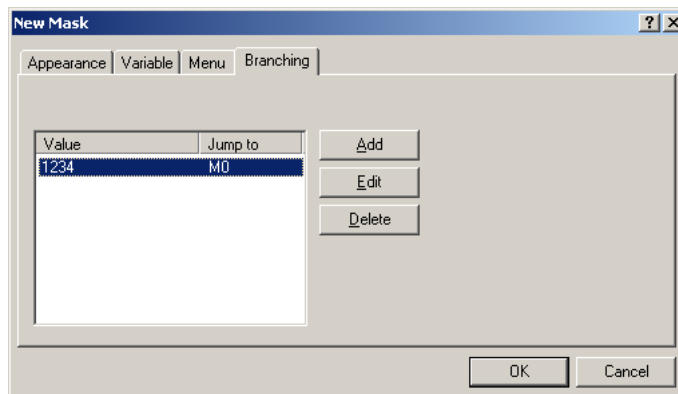 New Mask
Appearance Variable Menu Branching
Value Jump to
1234 M0
Add
Edit
Delete
OK Cancel